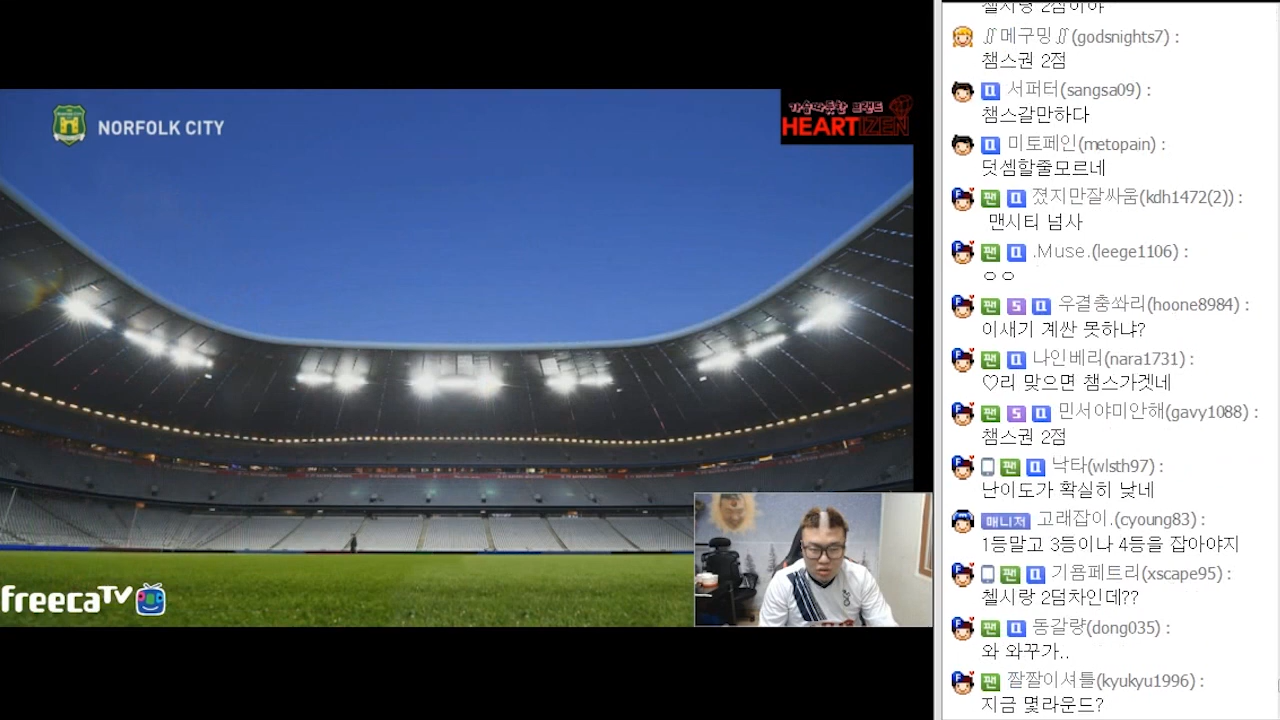 NORFOLK CITY
가슴따듯한 브랜드
HEARTIZEN
freecaTV
첼시랑 2점이야
∬메구밍∬(godsnights7) :
챔스권 2점
서퍼터(sangsa09) :
챔스갈만하다
미토페인(metopain) :
덧셈할줄모르네
팬 졌지만잘싸움(kdh1472(2)) :
맨시티 넘사
팬 .Muse.(leege1106) :
ㅇㅇ
팬 S 우결충쏴리(hoone8984) :
이새기 계싼 못하냐?
팬 나인베리(nara1731) :
♡리 맞으면 챔스가겟네
팬 S 민서야미안해(gavy1088) :
챔스권 2점
팬 낙타(wlsth97) :
난이도가 확실히 낮네
매니저 고래잡이.(cyoung83) :
1등말고 3등이나 4등을 잡아야지
팬 기욤페트리(xscape95) :
첼시랑 2덤차인데??
팬 동갈량(dong035) :
와 와꾸가..
팬 짤짤이셔틀(kyukyu1996) :
지금 몇라운드?